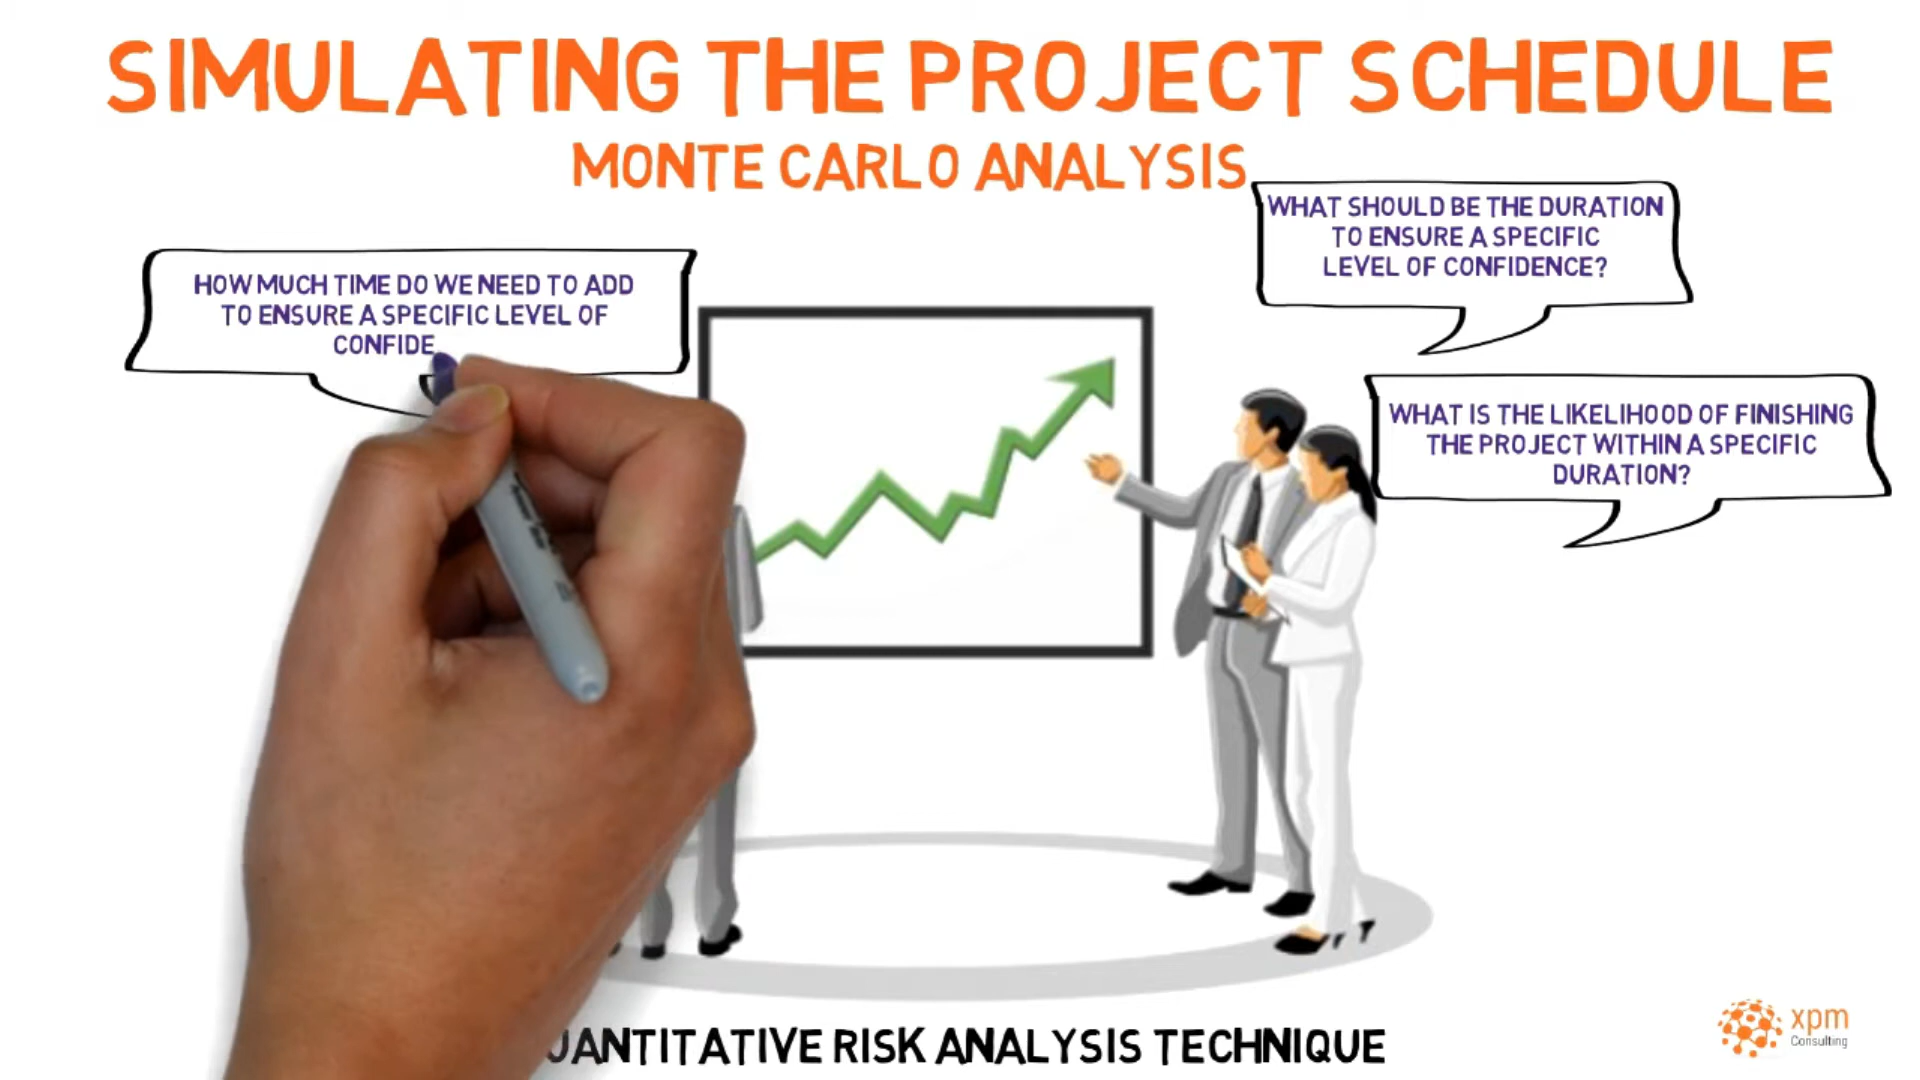 SIMULATING THE PROJECT SCHEDULE
MONTE CARLO ANALYSIS
WHAT SHOULD BE THE DURATION
TO ENSURE A SPECIFIC
LEVEL OF CONFIDENCE?
HOW MUCH TIME DO WE NEED TO ADD
TO ENSURE A SPECIFIC LEVEL OF
CONFIDE
WHAT IS THE LIKELIHOOD OF FINISHING
THE PROJECT WITHIN A SPECIFIC
DURATION?
UANTITATIVE RISK ANALYSIS TECHNIQUE
xpm
Consulting